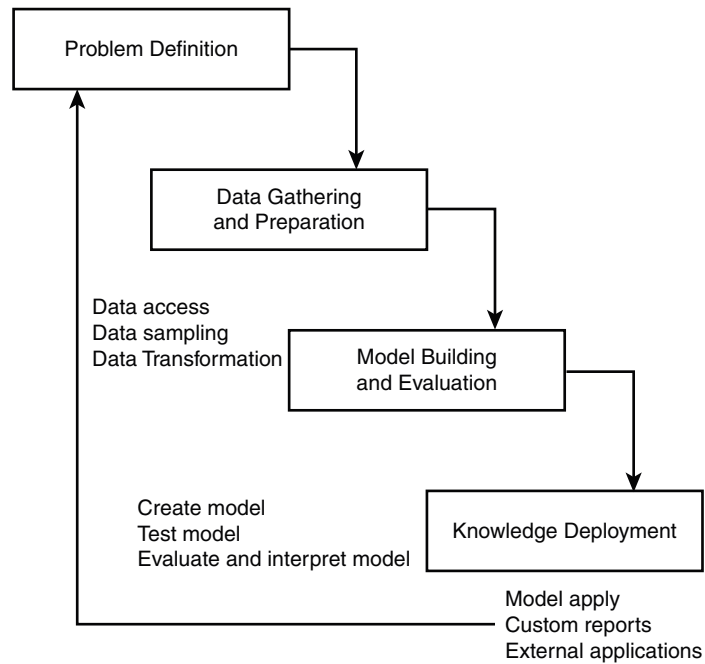 Problem Definition
Data Gathering
and Preparation
Data access
Data sampling
Data Transformation
Model Building
and Evaluation
Create model
Test model
Evaluate and interpret model
Knowledge Deployment
Model apply
Custom reports
External applications